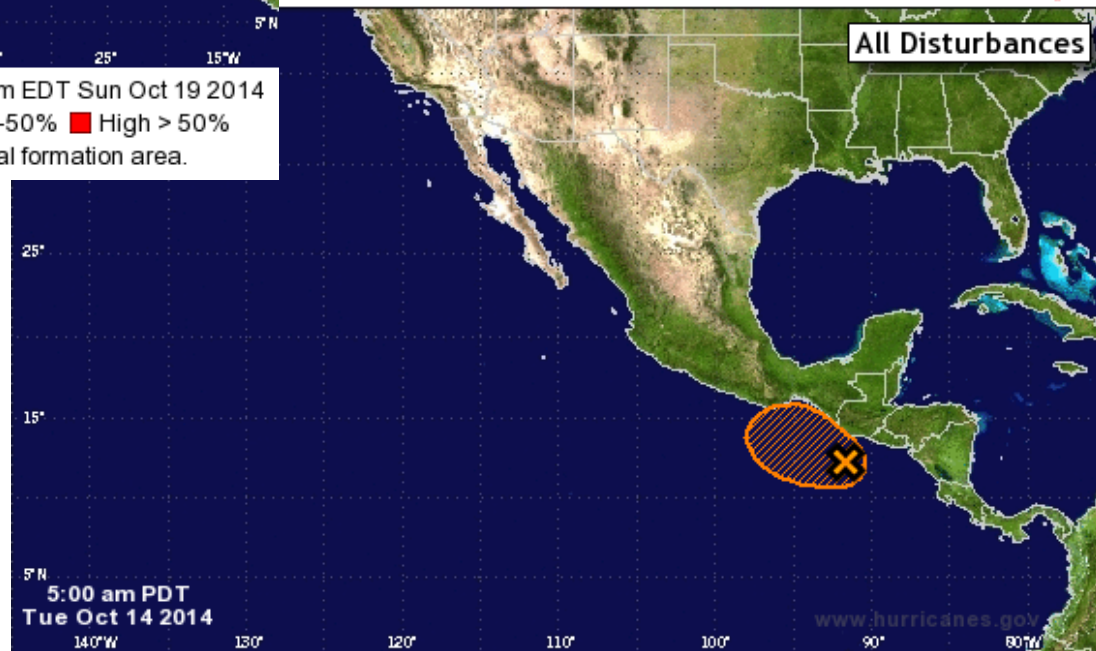 5°N
25° 15°W
All Disturbances
m EDT Sun Oct 19 2014
-50% High > 50%
al formation area.
25°
15°
5°N
5:00 am PDT
Tue Oct 14 2014
www.hurricanes.gov
140°W 130° 120° 110° 100° 90° 80°W